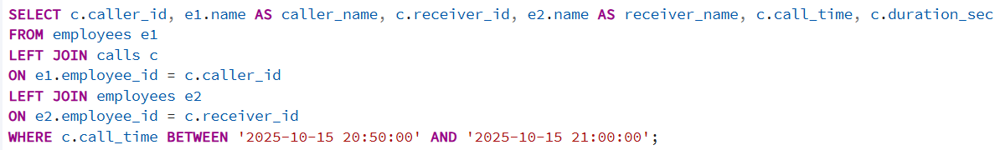 SELECT c.caller_id, e1.name AS caller_name, c.receiver_id, e2.name AS receiver_name, c.call_time, c.duration_sec
FROM employees e1
LEFT JOIN calls c
ON e1.employee_id = c.caller_id
LEFT JOIN employees e2
ON e2.employee_id = c.receiver_id
WHERE c.call_time BETWEEN '2025-10-15 20:50:00' AND '2025-10-15 21:00:00';